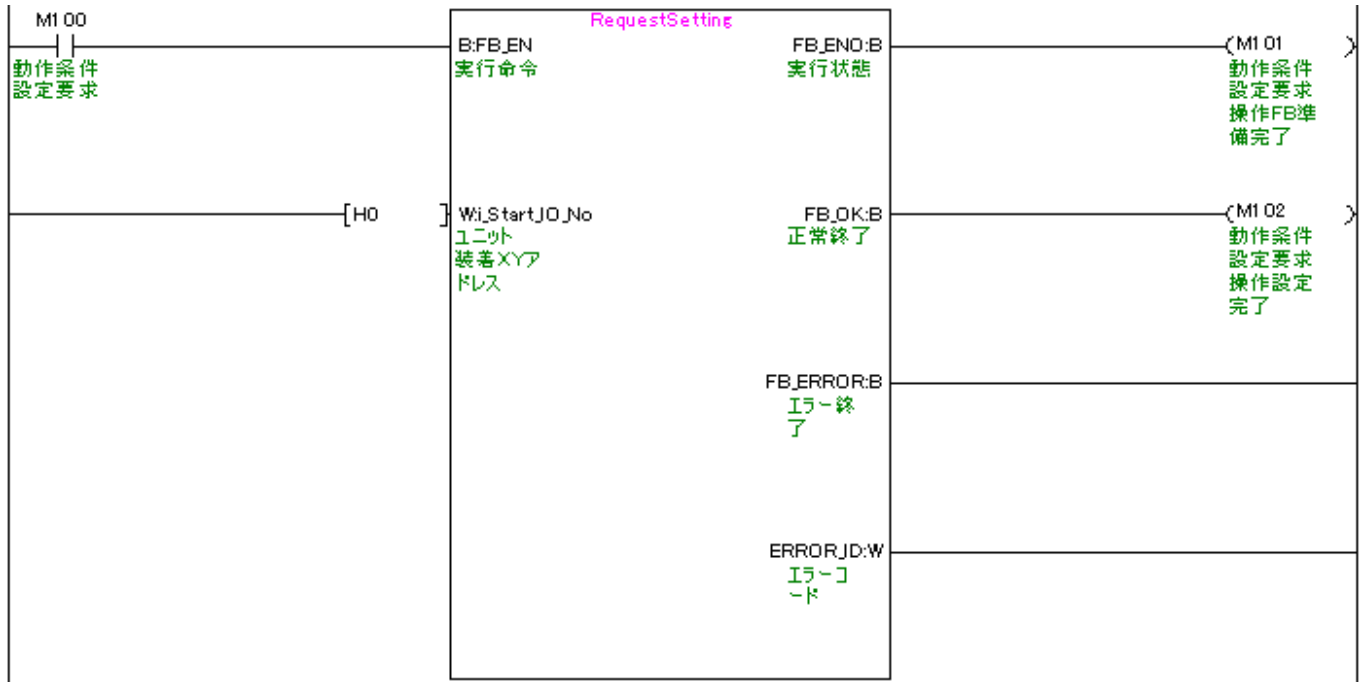 RequestSetting
M100
動作条件
設定要求
B:FB_EN
実行命令
FB_ENO:B
実行状態
M101
動作条件
設定要求
操作FB準
備完了
H0
W:i_Start_IO_No
ユニット
装着XYア
ドレス
FB_OK:B
正常終了
M102
動作条件
設定要求
操作設定
完了
FB_ERROR:B
エラー終
了
ERROR_ID:W
エラーコ
ード